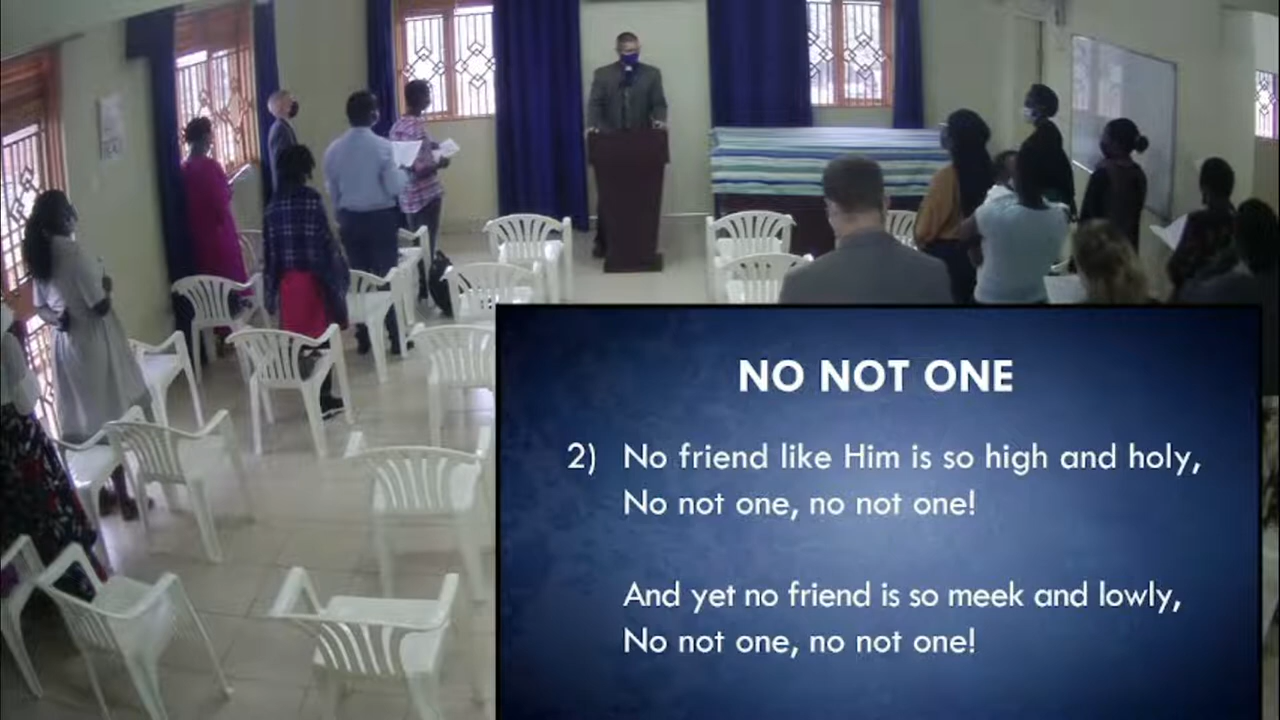 NO NOT ONE
2) No friend like Him is so high and holy,
No not one, no not one!
And yet no friend is so meek and lowly,
No not one, no not one!